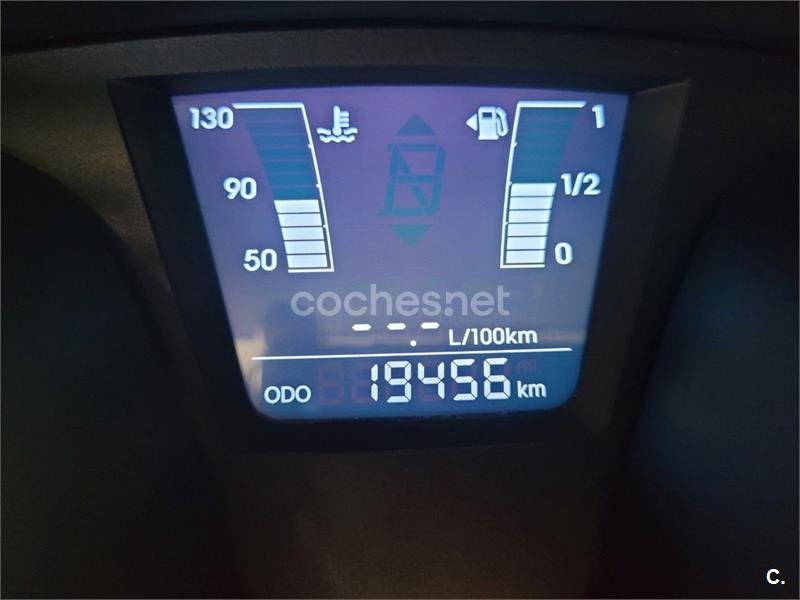 130 1
90 1/2
50 0
coches.net
--.- L/100km
ODO 19456 km
C.